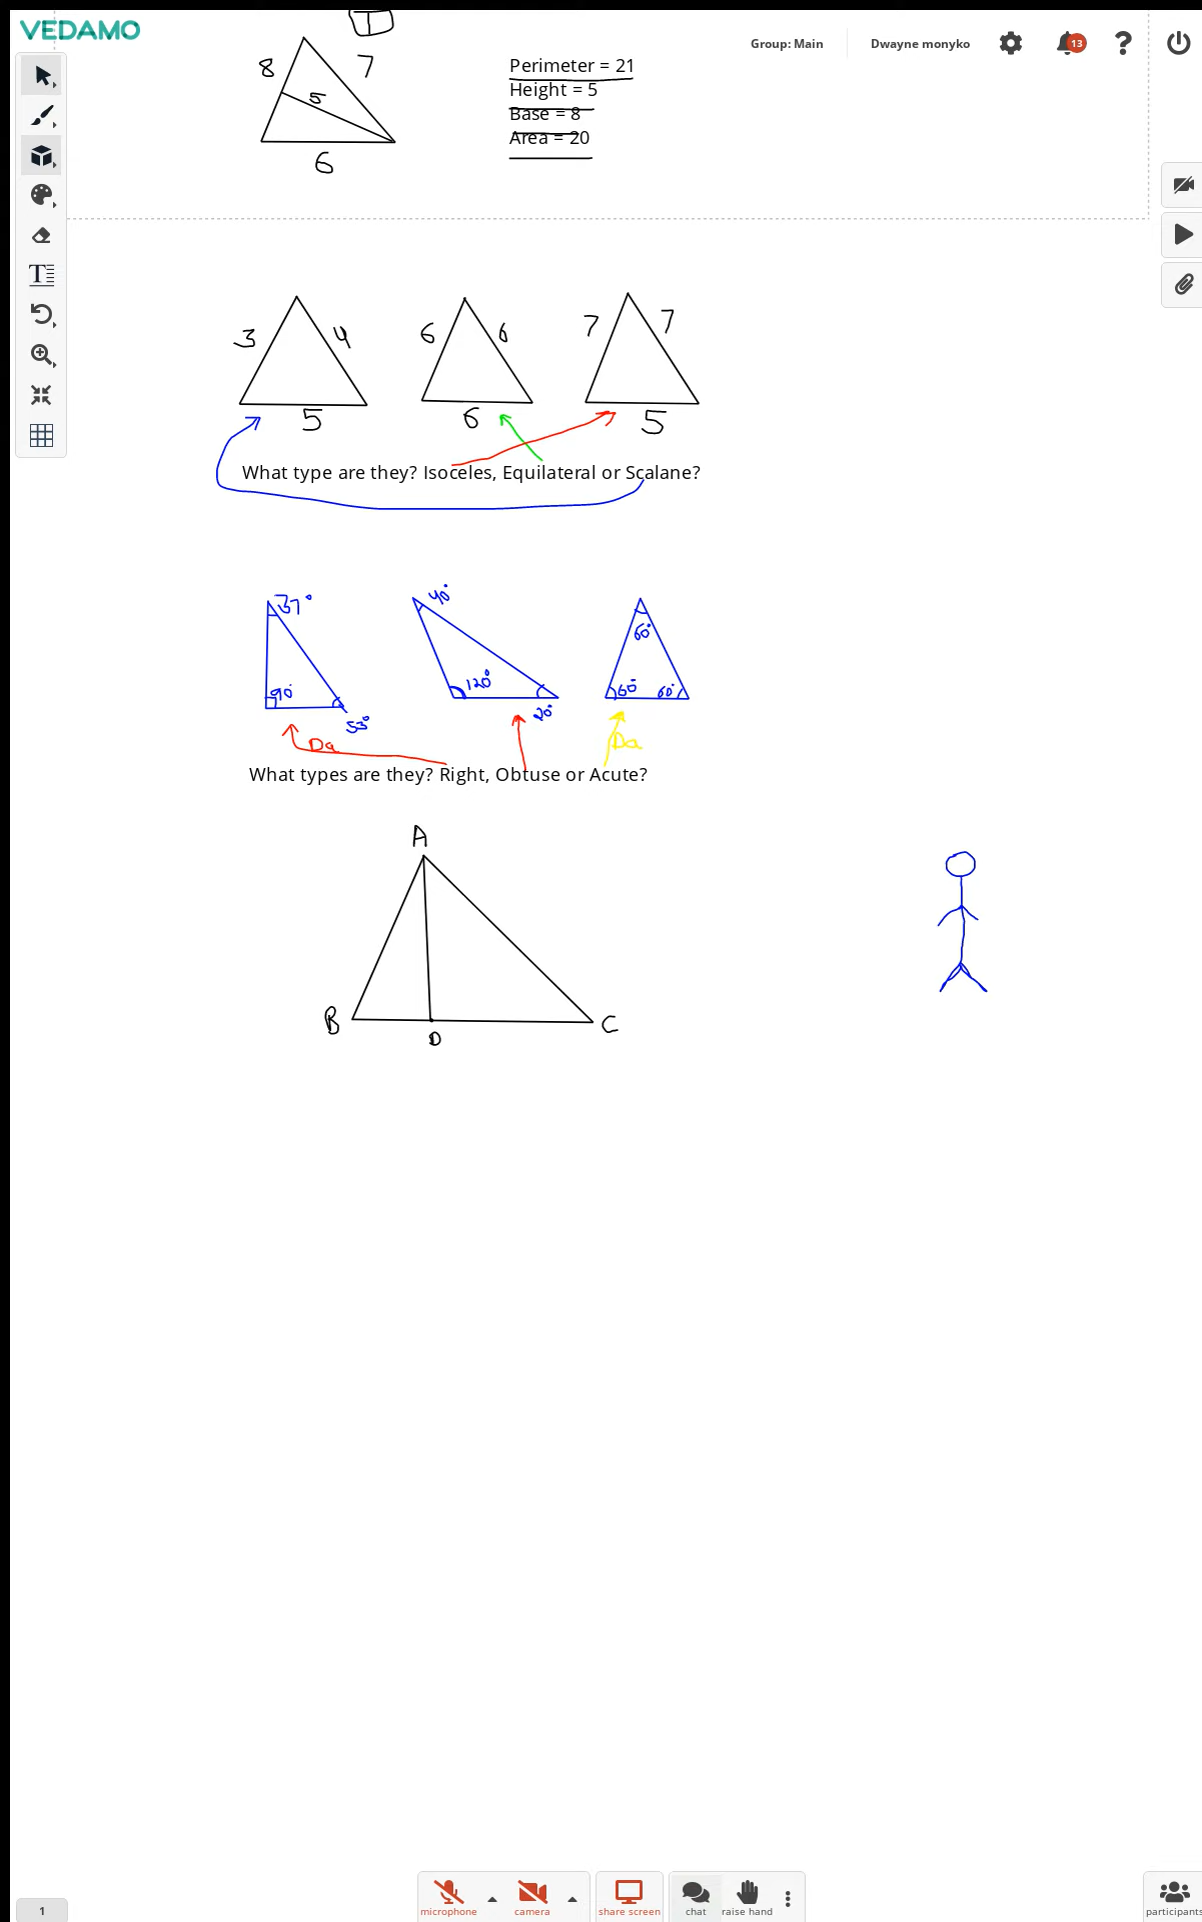 VEDAMO
Group: Main
Dwayne monyko
13
8
7
5
6
Perimeter = 21
Height = 5
Base = 8
Area = 20
3
4
5
6
6
6
7
7
5
What type are they? Isoceles, Equilateral or Scalane?
37°
90°
53°
40°
120°
20°
60°
60°
60°
Da
Da
What types are they? Right, Obtuse or Acute?
A
B
D
C
1
microphone
camera
share screen
chat
raise hand
participants